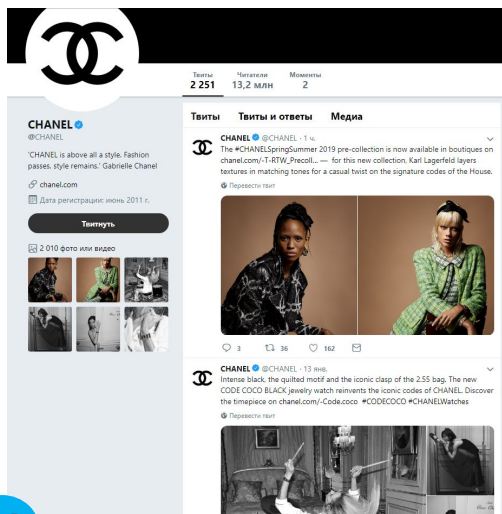 Твиты Читатели Моменты
2 251 13,2 млн 2
CHANEL
@CHANEL
'CHANEL is above all a style. Fashion
passes, style remains.' Gabrielle Chanel
chanel.com
Дата регистрации: июнь 2011 г.
Твитнуть
2 010 фото или видео
Твиты Твиты и ответы Медиа
CHANEL @CHANEL · 1 ч.
The #CHANELSpringSummer 2019 pre-collection is now available in boutiques on
chanel.com/-T-RTW_Precoll... — for this new collection, Karl Lagerfeld layers
textures in matching tones for a casual twist on the signature codes of the House.
Перевести твит
3 36 162
CHANEL @CHANEL · 13 янв.
Intense black, the quilted motif and the iconic clasp of the 2.55 bag. The new
CODE COCO BLACK jewelry watch reinvents the iconic codes of CHANEL. Discover
the timepiece on chanel.com/-Code.coco #CODECOCO #CHANELWatches
Перевести твит